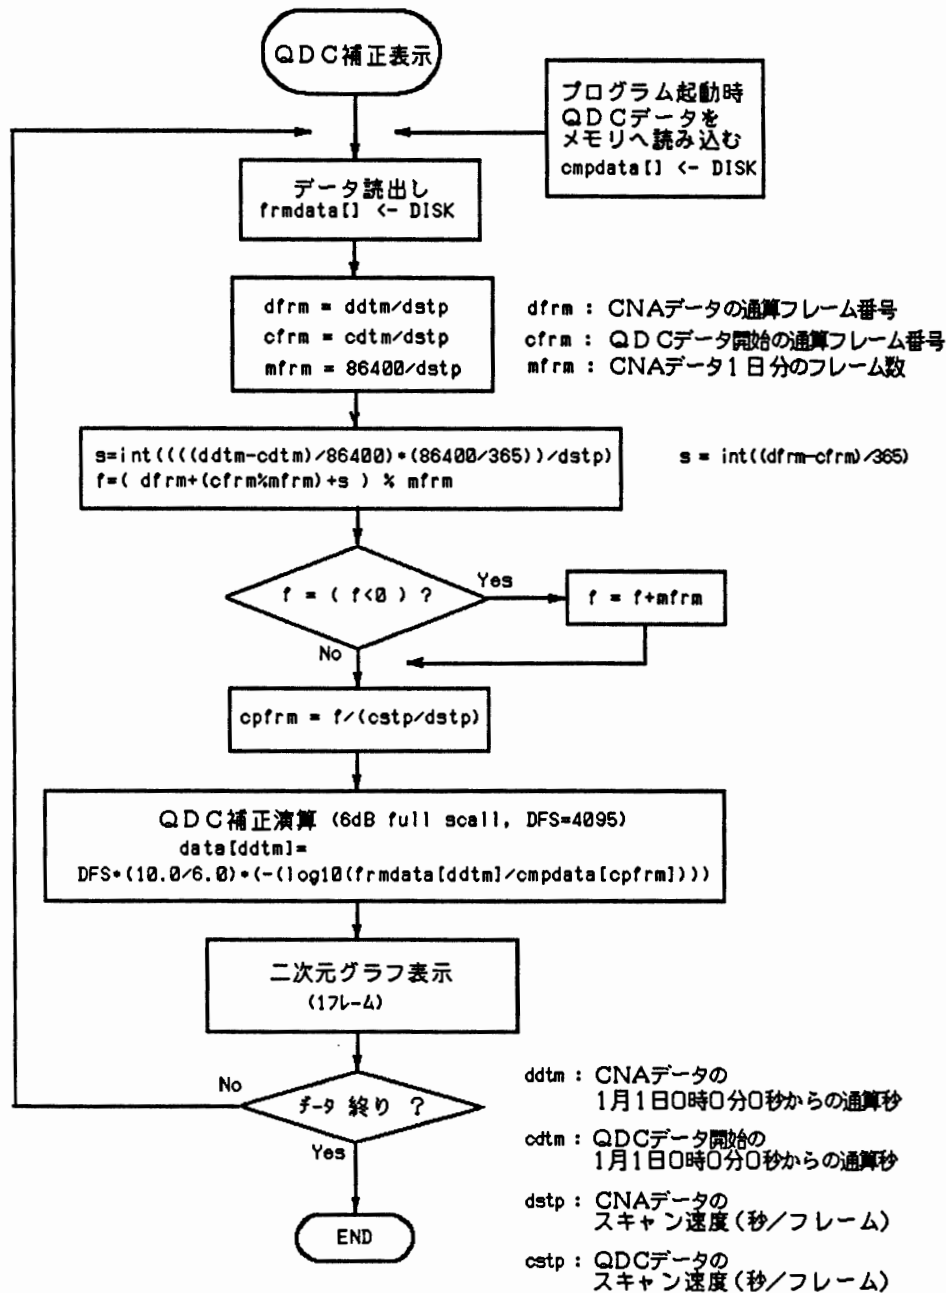 QDC補正表示
プログラム起動時
QDCデータを
メモリへ読み込む
cmpdata[] <- DISK
データ読出し
frmdata[] <- DISK
dfrm = ddtm/dstp
cfrm = cdtm/dstp
mfrm = 86400/dstp
dfrm : CNAデータの通算フレーム番号
cfrm : QDCデータ開始の通算フレーム番号
mfrm : CNAデータ1日分のフレーム数
s=int((((ddtm-cdtm)/86400)*(86400/365))/dstp)
f=( dfrm+(cfrm%mfrm)+s ) % mfrm
s = int((dfrm-cfrm)/365)
f = ( f<0 ) ?
Yes
f = f+mfrm
No
cpfrm = f/(cstp/dstp)
QDC補正演算 (6dB full scall, DFS=4095)
data[ddtm]=
DFS*(10.0/6.0)*(-(log10(frmdata[ddtm]/cmpdata[cpfrm])))
二次元グラフ表示
(1フレーム)
No
データ 終り ?
Yes
END
ddtm : CNAデータの
1月1日0時0分0秒からの通算秒
cdtm : QDCデータ開始の
1月1日0時0分0秒からの通算秒
dstp : CNAデータの
スキャン速度(秒/フレーム)
cstp : QDCデータの
スキャン速度(秒/フレーム)